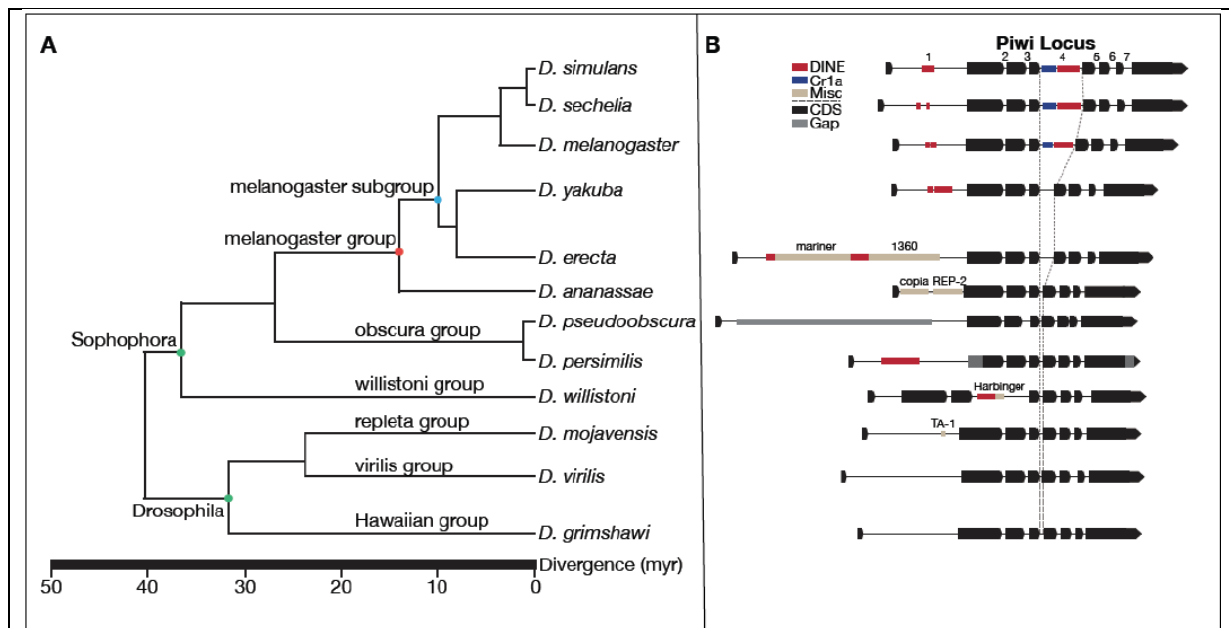 A
D. simulans
D. sechelia
D. melanogaster
melanogaster subgroup
D. yakuba
melanogaster group
D. erecta
D. ananassae
D. pseudoobscura
obscura group
Sophophora
D. persimilis
willistoni group
D. willistoni
repleta group
D. mojavensis
virilis group
D. virilis
Drosophila
Hawaiian group
D. grimshawi
Divergence (myr)
50 40 30 20 10 0
B
Piwi Locus
1 2 3 4 5 6 7
DINE
Cr1a
Misc
CDS
Gap
mariner 1360
copia REP-2
Harbinger
TA-1